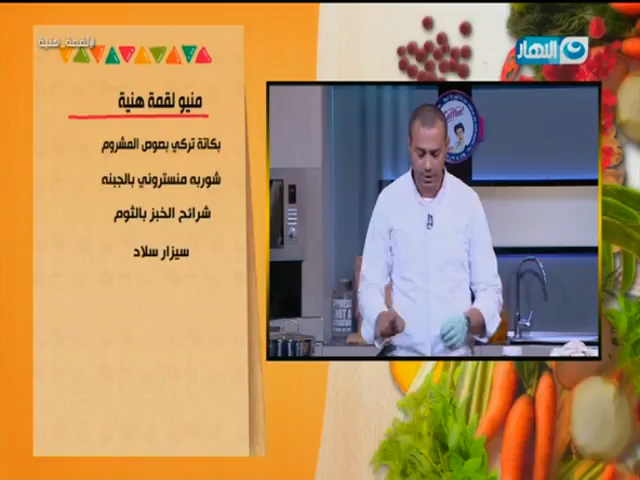 #لقمة_هنية
النهار
منيو لقمة هنية
بكاتة تركي بصوص المشروم
شوربه منستروني بالجبنه
شرائح الخبز بالثوم
سيزار سلاد